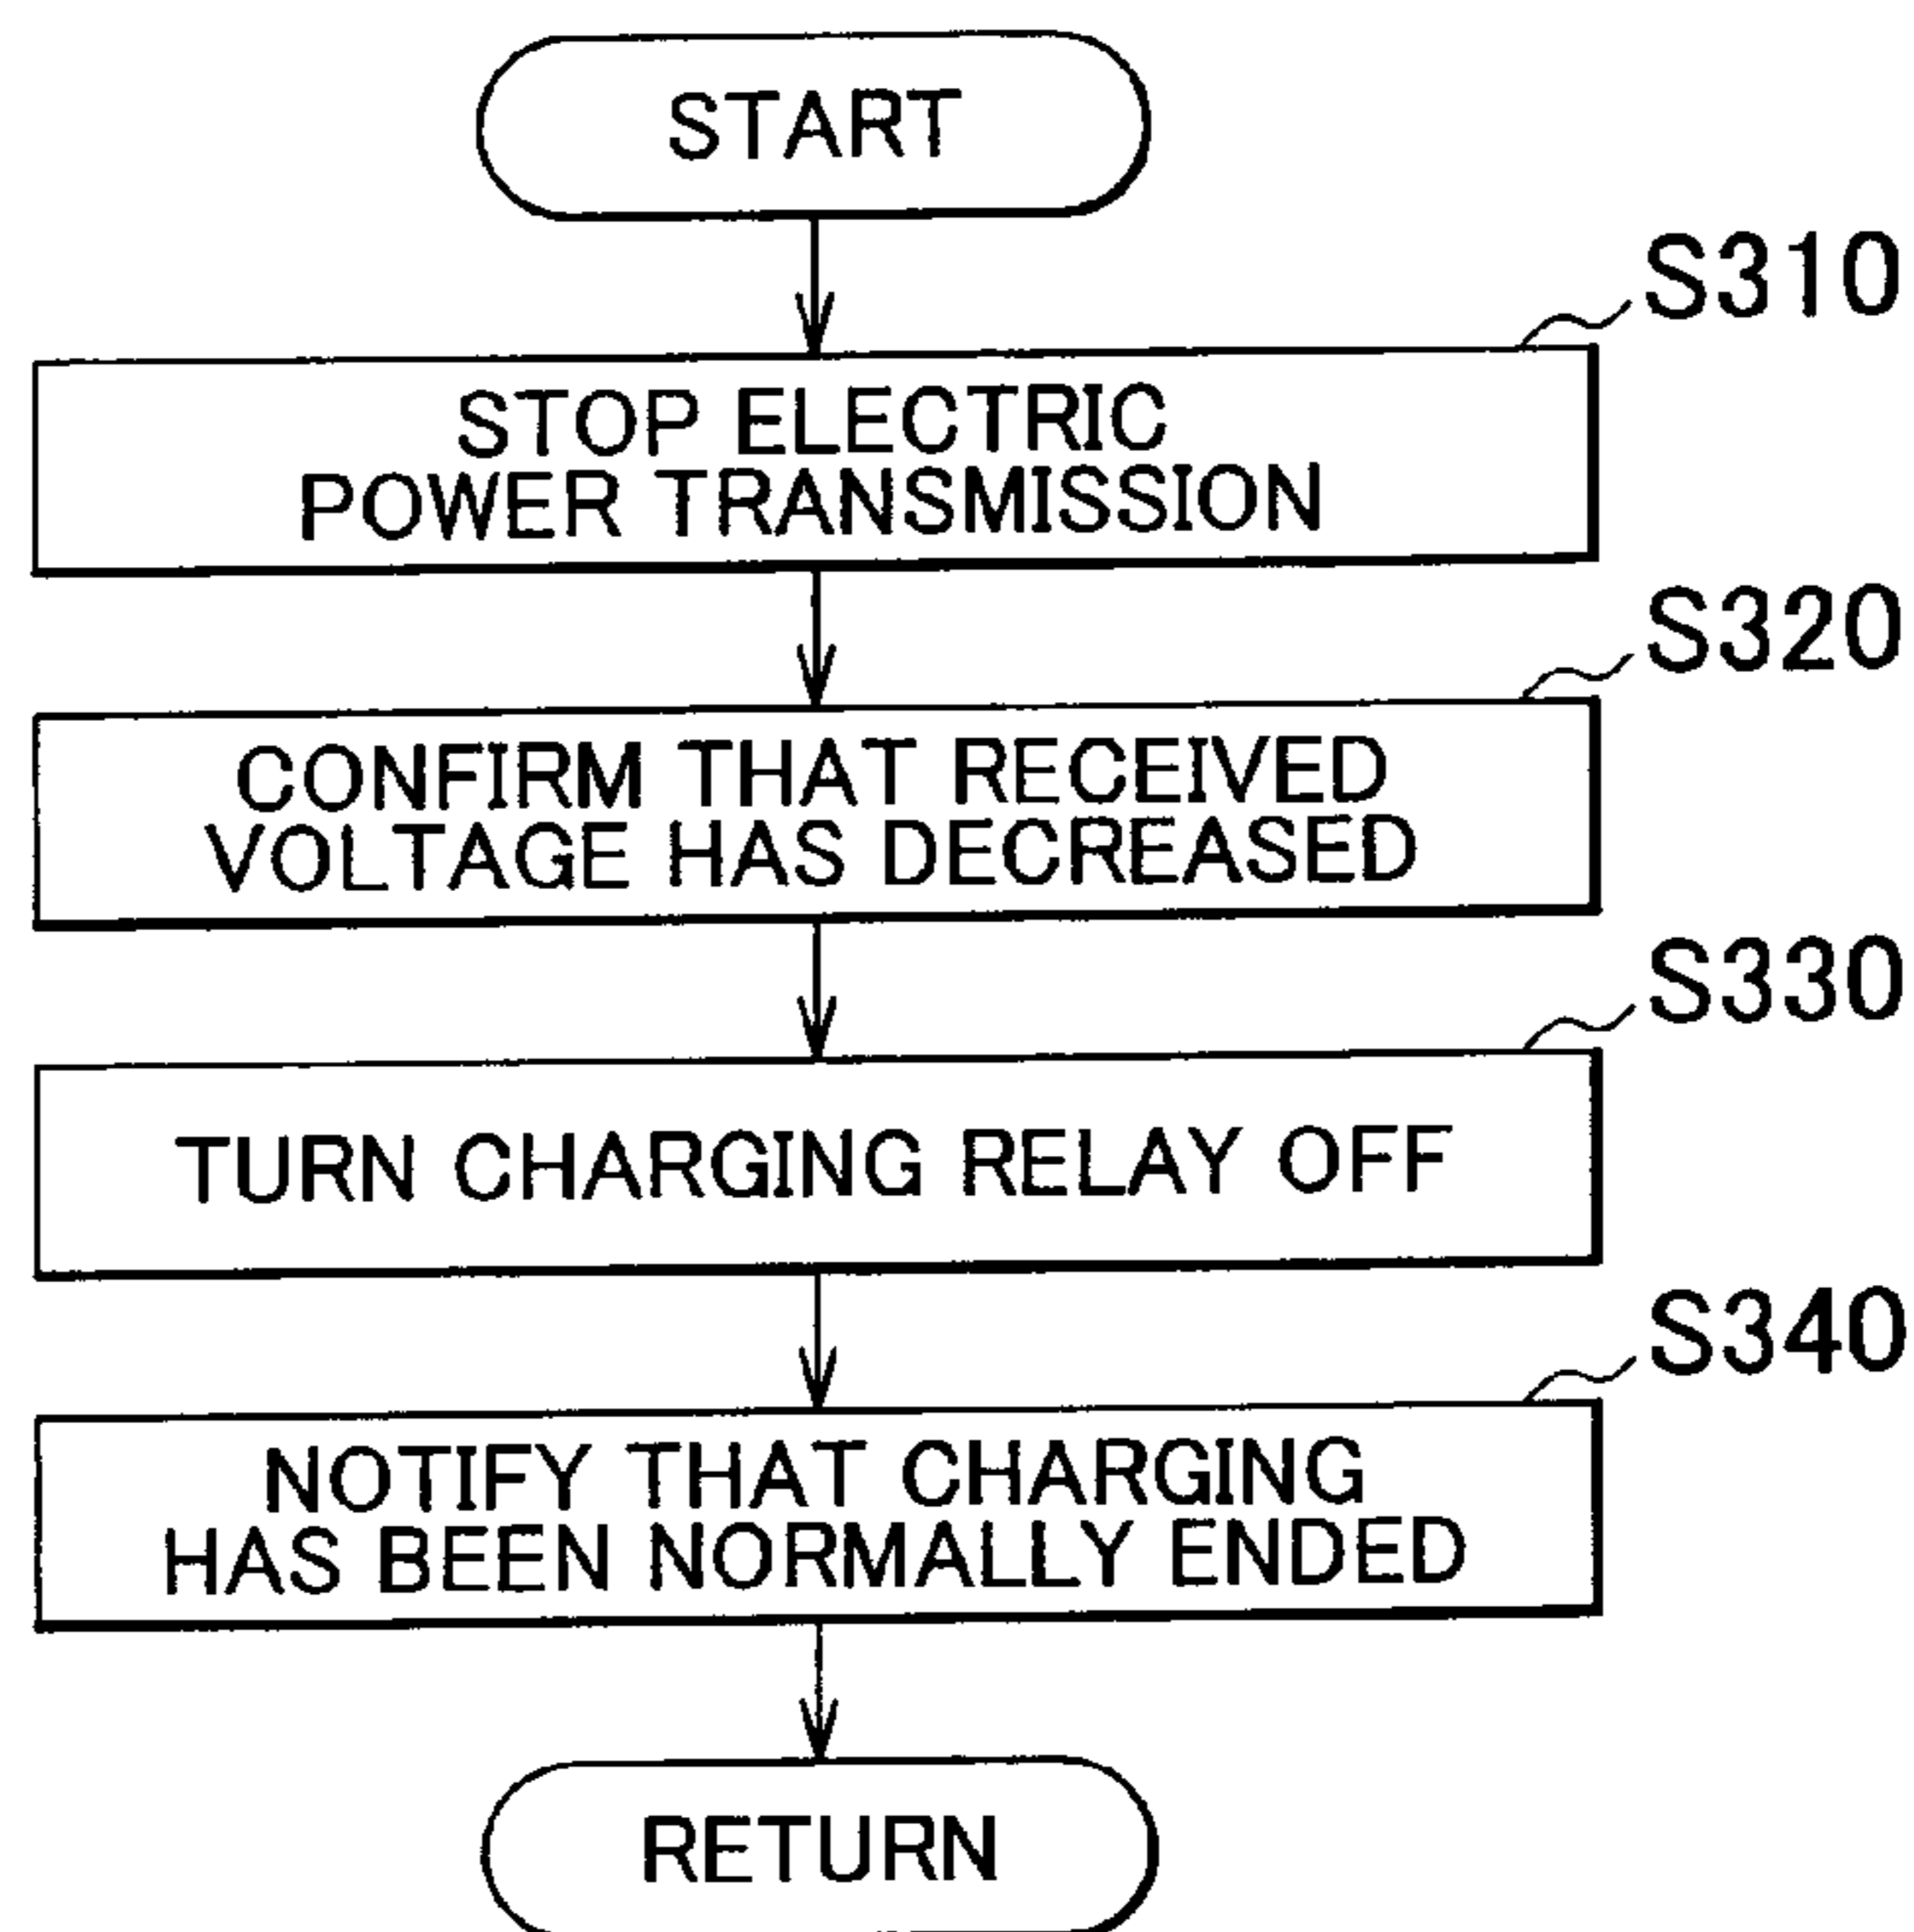 START
S310
STOP ELECTRIC
POWER TRANSMISSION
S320
CONFIRM THAT RECEIVED
VOLTAGE HAS DECREASED
S330
TURN CHARGING RELAY OFF
S340
NOTIFY THAT CHARGING
HAS BEEN NORMALLY ENDED
RETURN